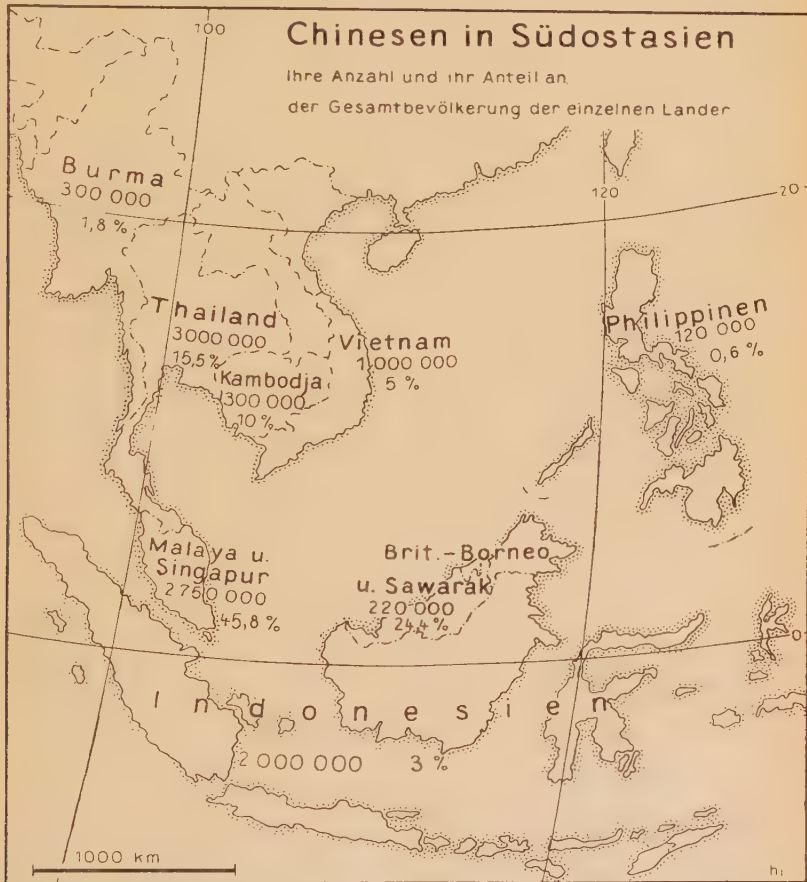 100
Chinesen in Südostasien
Ihre Anzahl und ihr Anteil an
der Gesamtbevölkerung der einzelnen Lander
Burma
300 000
1,8 %
120
20
Thailand
3000 000
15,5 %
Vietnam
1,000 000
5 %
Kambodja
300 000
10 %
Philippinen
120 000
0,6 %
Malaya u.
Singapur
2 750 000
45,8 %
Brit.-Borneo
u. Sawarak
220 000
24,4 %
0
Indonesien
2 000 000 3 %
1000 km